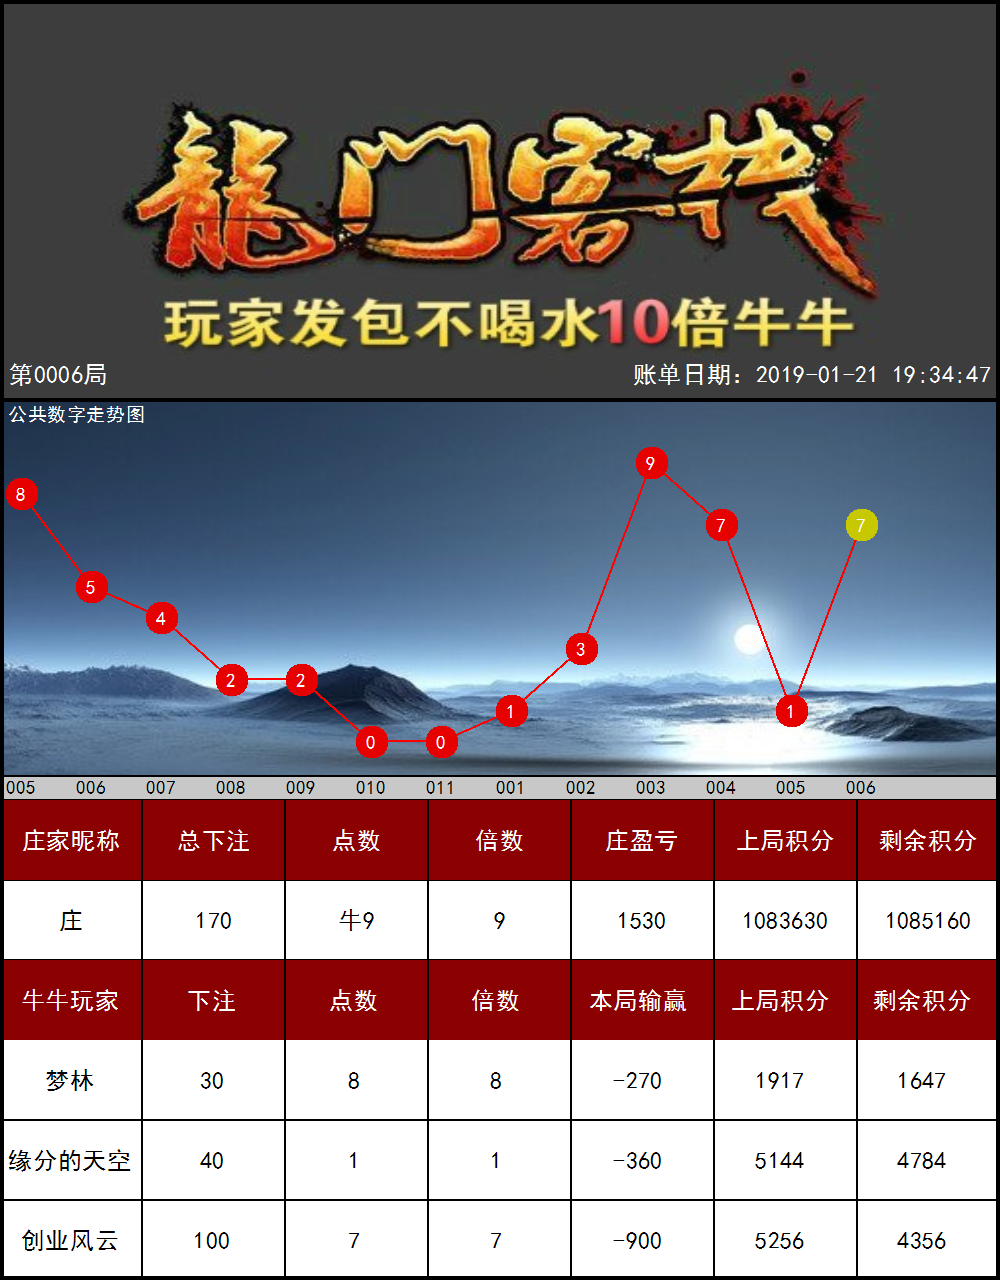 龍门客栈
玩家发包不喝水10倍牛牛
第0006局 账单日期：2019-01-21 19:34:47
公共数字走势图
8 5 4 2 2 0 0 1 3 9 7 1 7
005 006 007 008 009 010 011 001 002 003 004 005 006
庄家昵称 总下注 点数 倍数 庄盈亏 上局积分 剩余积分
庄 170 牛9 9 1530 1083630 1085160
牛牛玩家 下注 点数 倍数 本局输赢 上局积分 剩余积分
梦林 30 8 8 -270 1917 1647
缘分的天空 40 1 1 -360 5144 4784
创业风云 100 7 7 -900 5256 4356